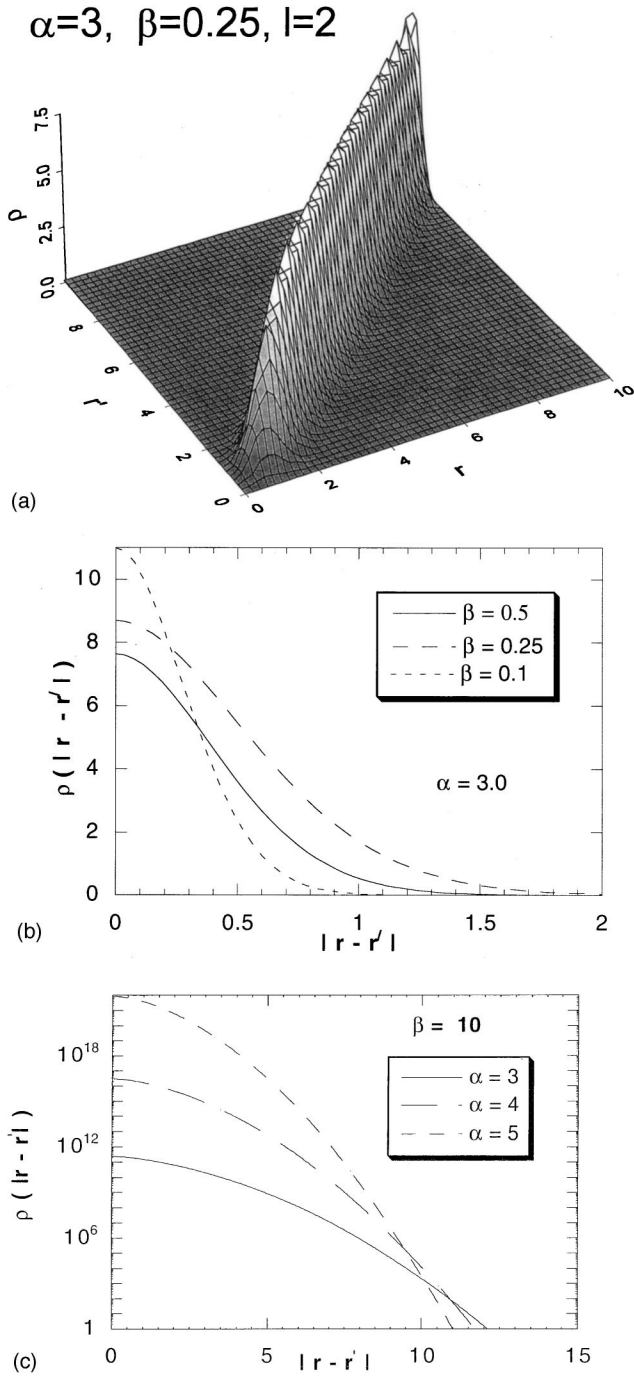 α=3, β=0.25, l=2
7.5
5.0
2.5
0.0
ρ
8
6
4
2
0
r'
0
2
4
6
8
10
r
(a)
10
8
6
4
2
0
ρ ( | r - r' | )
β = 0.5
β = 0.25
β = 0.1
α = 3.0
0
0.5
1
1.5
2
| r - r' |
(b)
β = 10
10^18
10^12
10^6
1
ρ ( |r - r'| )
α = 3
α = 4
α = 5
0
5
10
15
|r - r'|
(c)